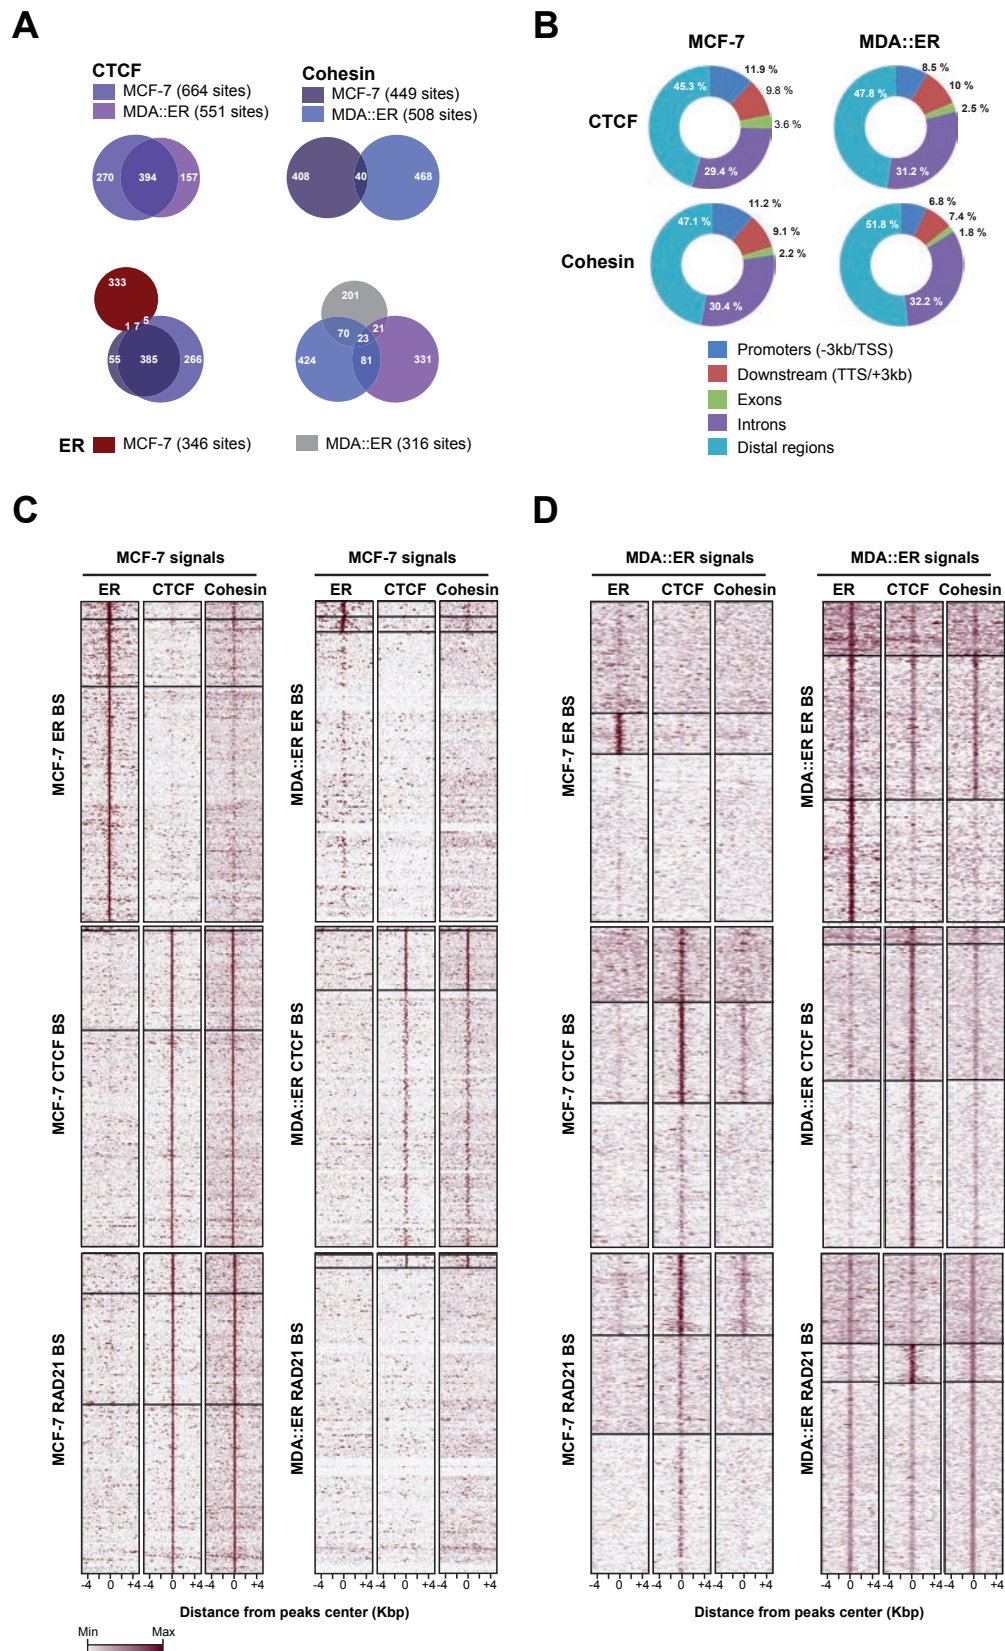 A
CTCF
MCF-7 (664 sites)
MDA::ER (551 sites)
270
394
157
Cohesin
MCF-7 (449 sites)
MDA::ER (508 sites)
408
40
468
333
5
1 7
55
385
266
201
70
21
23
424
81
331
ER
MCF-7 (346 sites)
MDA::ER (316 sites)
B
MCF-7
MDA::ER
CTCF
45.3 %
11.9 %
9.8 %
3.6 %
29.4 %
47.8 %
8.5 %
10 %
2.5 %
31.2 %
Cohesin
47.1 %
11.2 %
9.1 %
2.2 %
30.4 %
51.8 %
6.8 %
7.4 %
1.8 %
32.2 %
Promoters (-3kb/TSS)
Downstream (TTS/+3kb)
Exons
Introns
Distal regions
C
MCF-7 signals
MCF-7 signals
ER CTCF Cohesin
ER CTCF Cohesin
MCF-7 ER BS
MDA::ER ER BS
MCF-7 CTCF BS
MDA::ER CTCF BS
MCF-7 RAD21 BS
MDA::ER RAD21 BS
-4 0 +4 -4 0 +4 -4 0 +4
-4 0 +4 -4 0 +4 -4 0 +4
Distance from peaks center (Kbp)
Min Max
D
MDA::ER signals
MDA::ER signals
ER CTCF Cohesin
ER CTCF Cohesin
MCF-7 ER BS
MDA::ER ER BS
MCF-7 CTCF BS
MDA::ER CTCF BS
MCF-7 RAD21 BS
MDA::ER RAD21 BS
-4 0 +4 -4 0 +4 -4 0 +4
-4 0 +4 -4 0 +4 -4 0 +4
Distance from peaks center (Kbp)